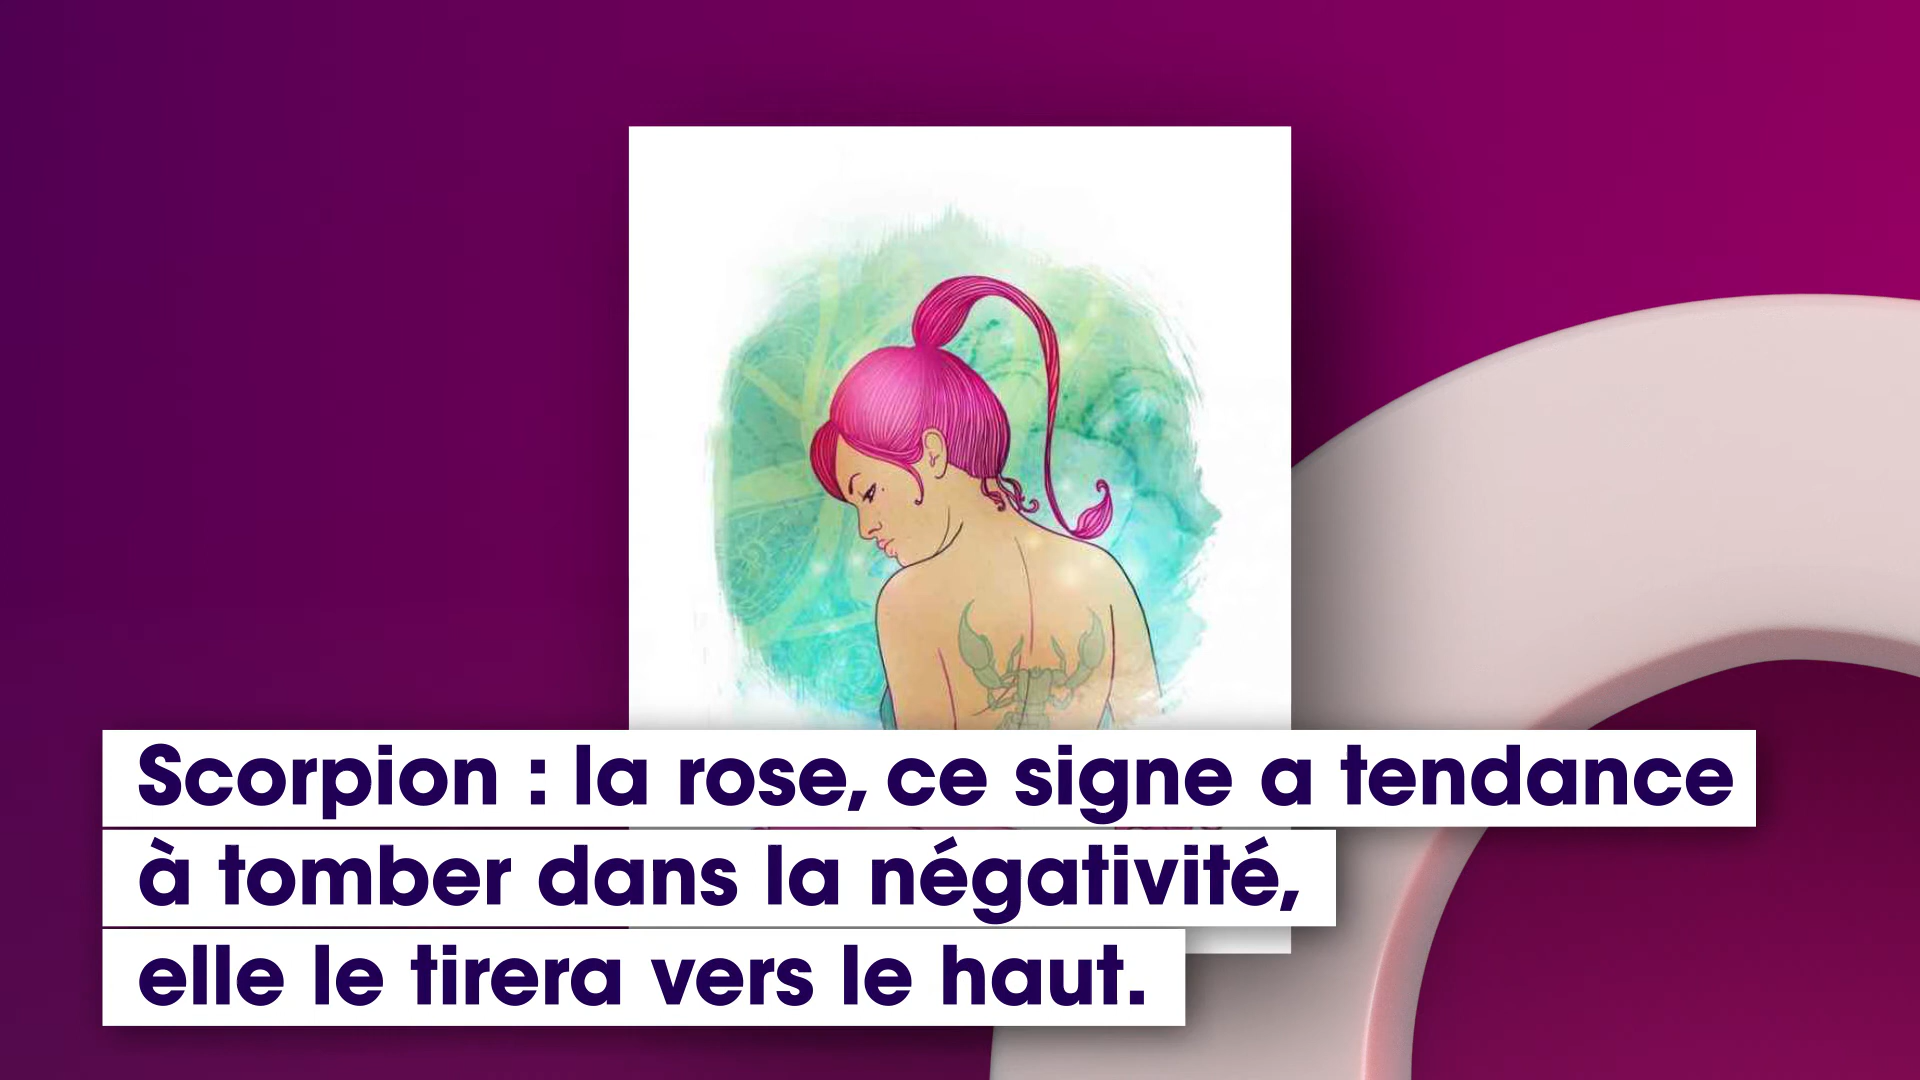 Scorpion : la rose, ce signe a tendance
à tomber dans la négativité,
elle le tirera vers le haut.